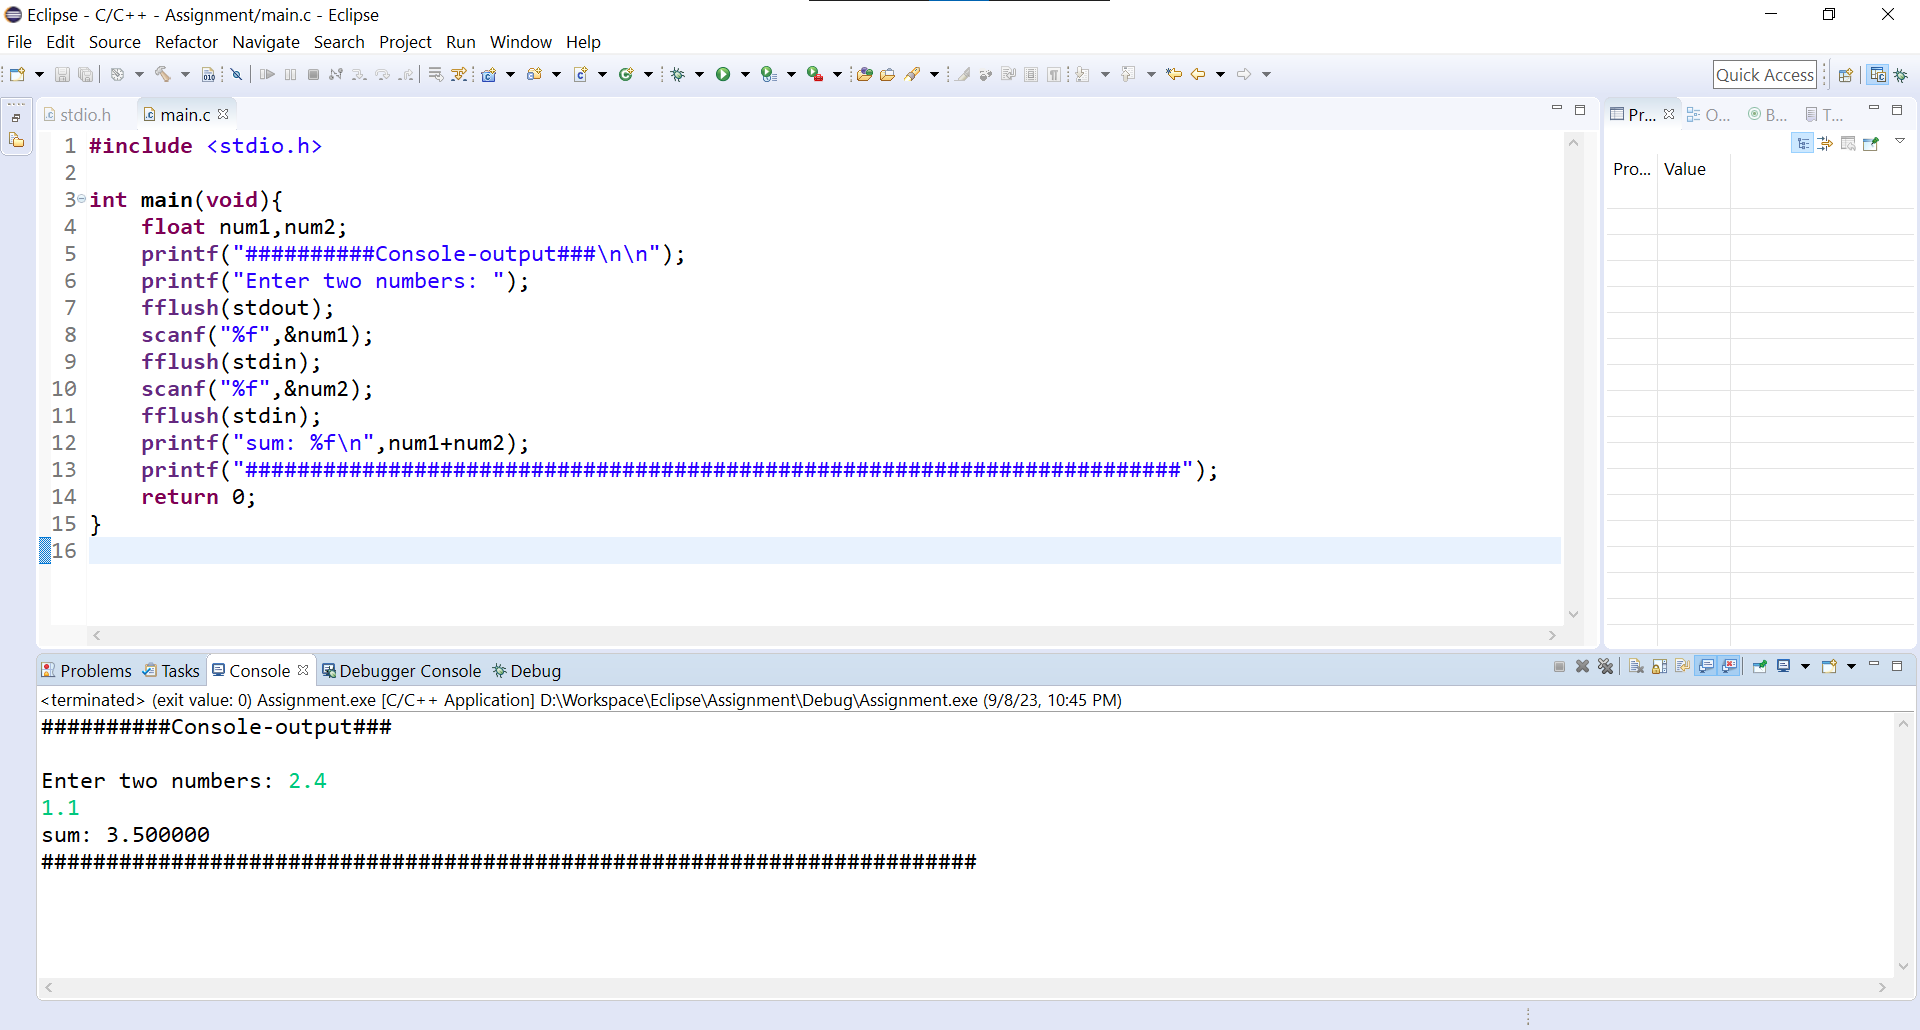 Eclipse - C/C++ - Assignment/main.c - Eclipse
File Edit Source Refactor Navigate Search Project Run Window Help
Quick Access
stdio.h main.c
Pr... O... B... T...
Pro... Value
1 #include <stdio.h>
2
3 int main(void){
4     float num1,num2;
5     printf("##########Console-output###\n\n");
6     printf("Enter two numbers: ");
7     fflush(stdout);
8     scanf("%f",&num1);
9     fflush(stdin);
10     scanf("%f",&num2);
11     fflush(stdin);
12     printf("sum: %f\n",num1+num2);
13     printf("########################################################################");
14     return 0;
15 }
16
Problems Tasks Console Debugger Console Debug
<terminated> (exit value: 0) Assignment.exe [C/C++ Application] D:\Workspace\Eclipse\Assignment\Debug\Assignment.exe (9/8/23, 10:45 PM)
##########Console-output###
Enter two numbers: 2.4
1.1
sum: 3.500000
########################################################################